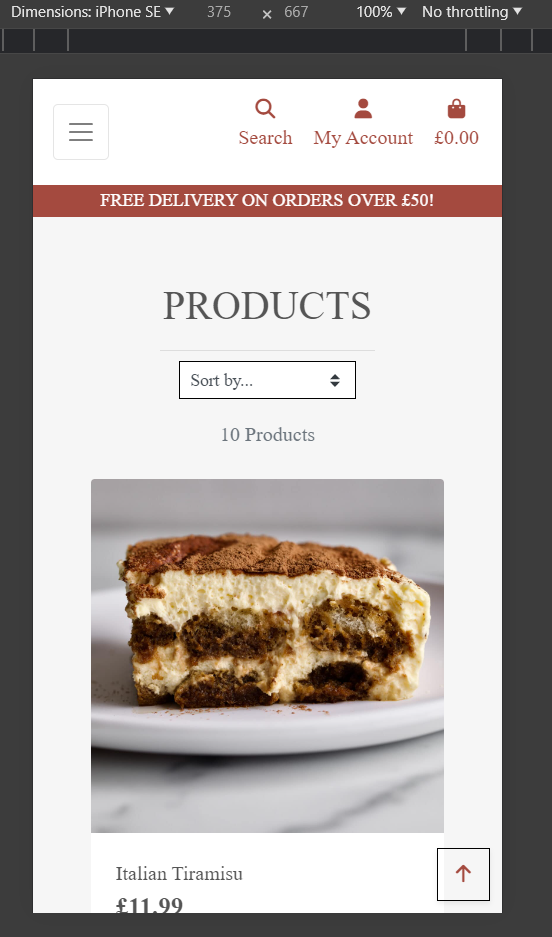 Dimensions: iPhone SE 375 × 667 100% No throttling
Search My Account £0.00
FREE DELIVERY ON ORDERS OVER £50!
PRODUCTS
Sort by...
10 Products
Italian Tiramisu
£11.99